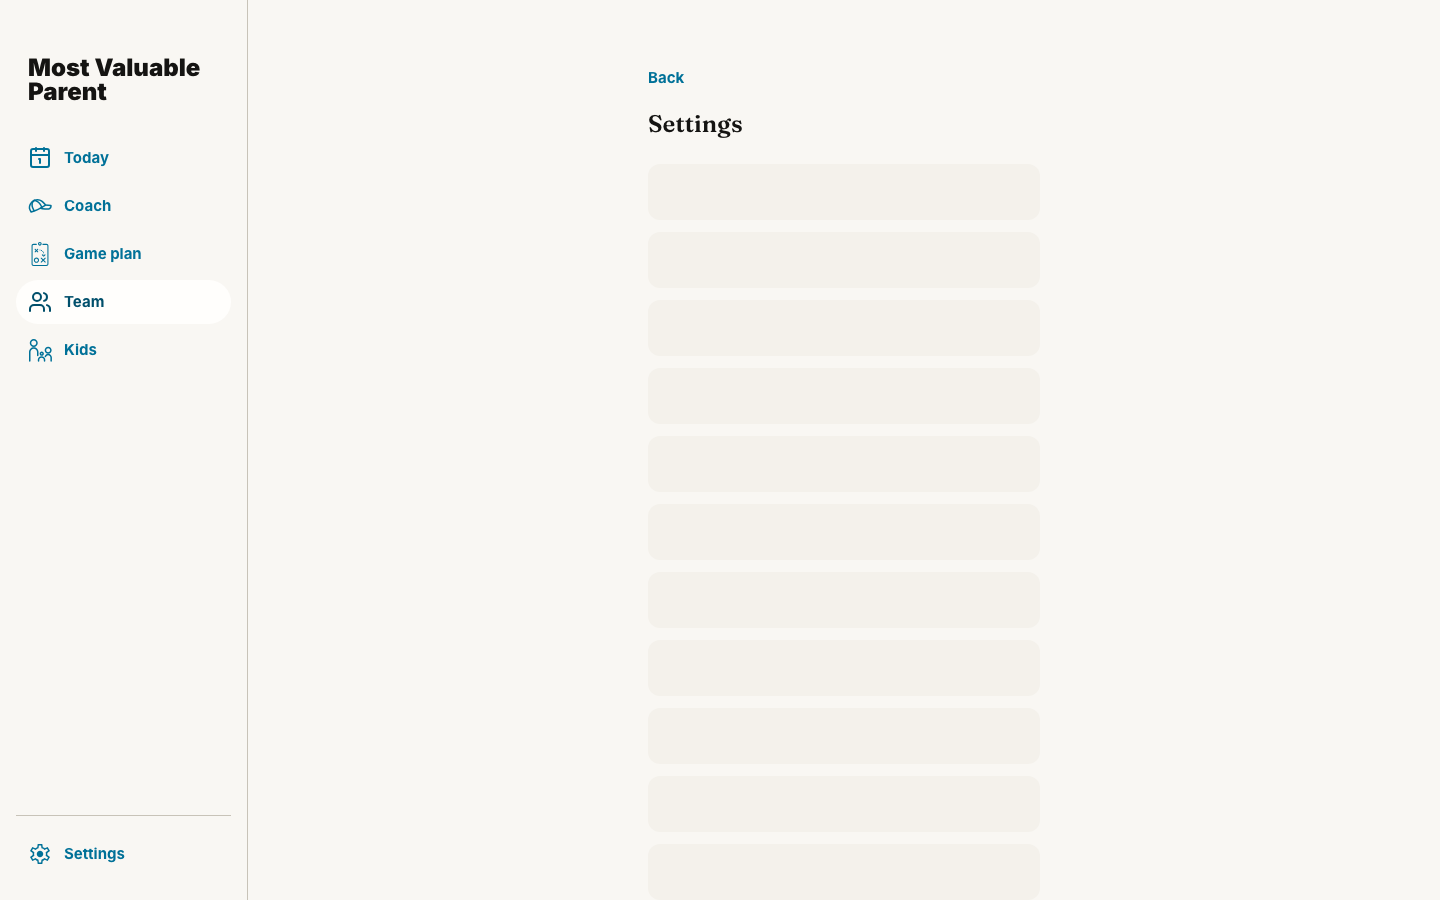 Most Valuable
Parent
Today
Coach
Game plan
Team
Kids
Settings
Back
Settings